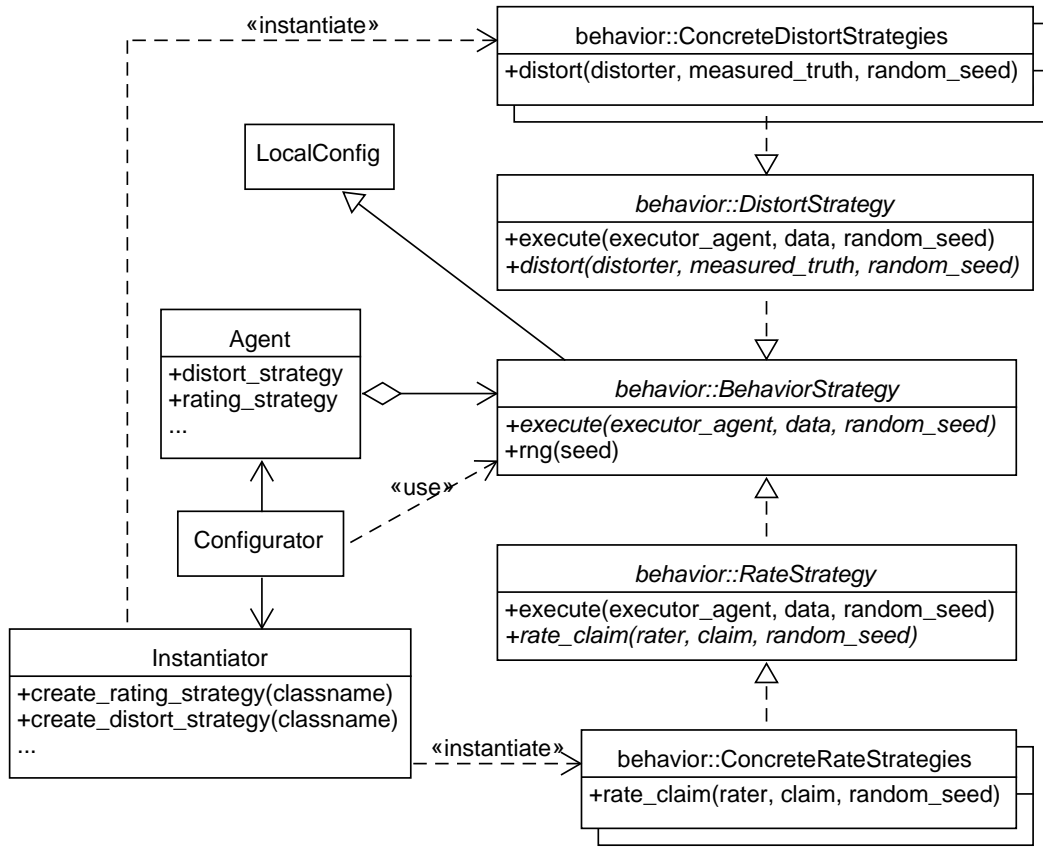 «instantiate»
behavior::ConcreteDistortStrategies
+distort(distorter, measured_truth, random_seed)
LocalConfig
behavior::DistortStrategy
+execute(executor_agent, data, random_seed)
+distort(distorter, measured_truth, random_seed)
Agent
+distort_strategy
+rating_strategy
...
behavior::BehaviorStrategy
+execute(executor_agent, data, random_seed)
+rng(seed)
«use»
Configurator
behavior::RateStrategy
+execute(executor_agent, data, random_seed)
+rate_claim(rater, claim, random_seed)
Instantiator
+create_rating_strategy(classname)
+create_distort_strategy(classname)
...
«instantiate»
behavior::ConcreteRateStrategies
+rate_claim(rater, claim, random_seed)